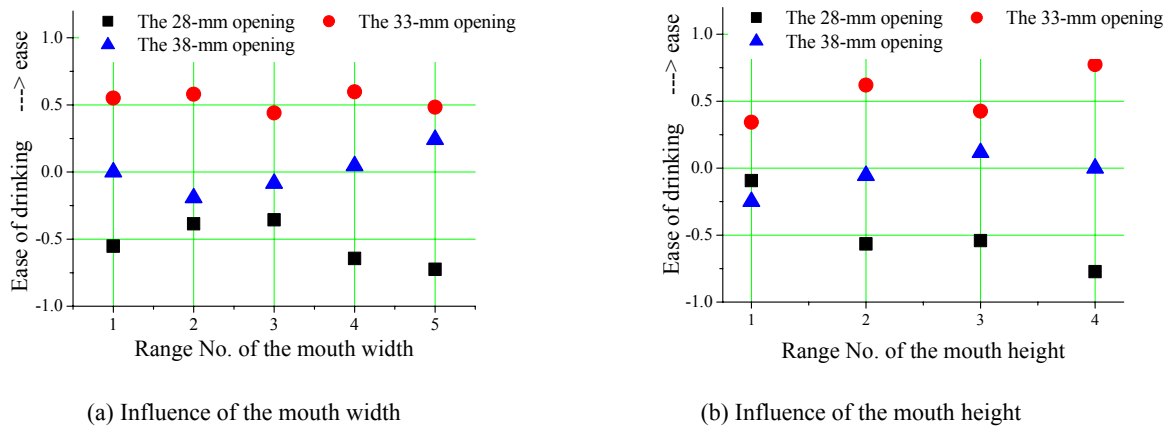 The 28-mm opening
The 33-mm opening
The 38-mm opening
1.0
0.5
0.0
-0.5
-1.0
Ease of drinking ---> ease
1 2 3 4 5
Range No. of the mouth width
(a) Influence of the mouth width
The 28-mm opening
The 33-mm opening
The 38-mm opening
1.0
0.5
0.0
-0.5
-1.0
Ease of drinking ---> ease
1 2 3 4
Range No. of the mouth height
(b) Influence of the mouth height